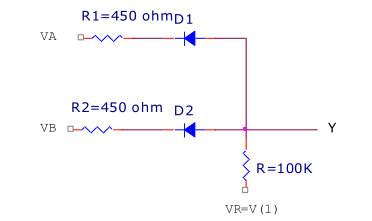 R1=450 ohm D1
VA
R2=450 ohm D2
VB
Y
R=100K
VR=V(1)